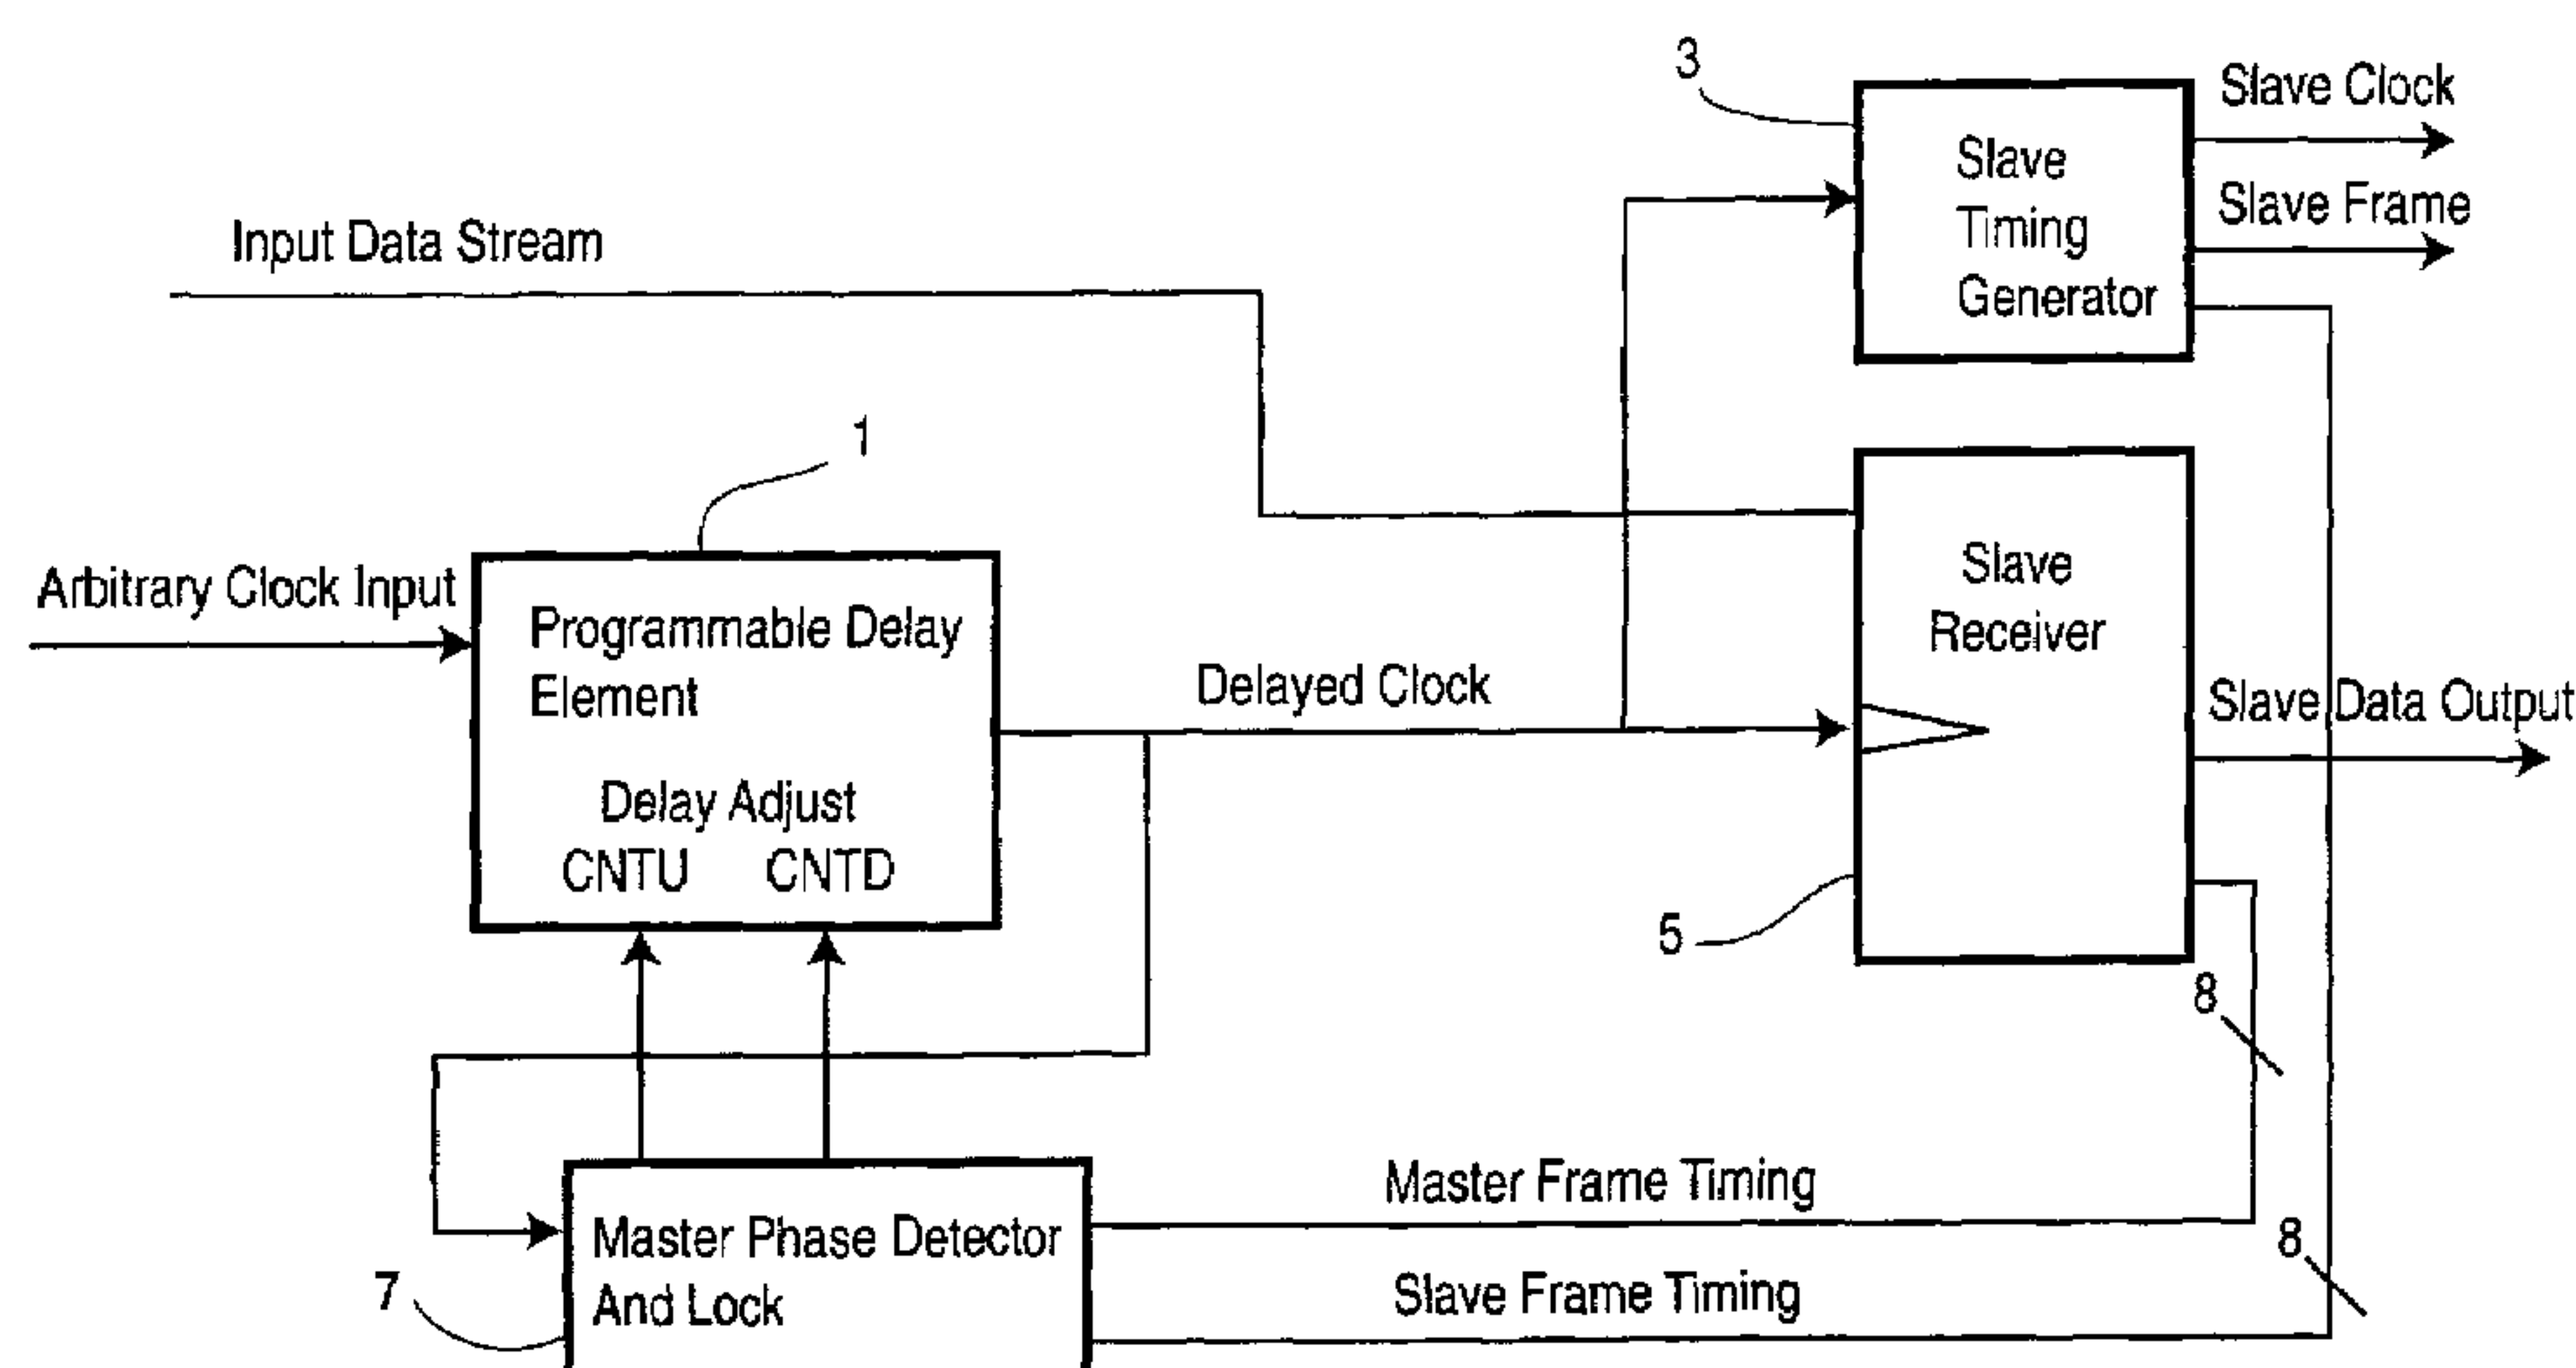 3
Slave Clock
Slave
Timing
Generator
Slave Frame
Input Data Stream
1
Arbitrary Clock Input
Programmable Delay
Element
Delay Adjust
CNTU CNTD
Delayed Clock
Slave
Receiver
Slave Data Output
5
8
Master Frame Timing
8
Master Phase Detector
And Lock
7
Slave Frame Timing